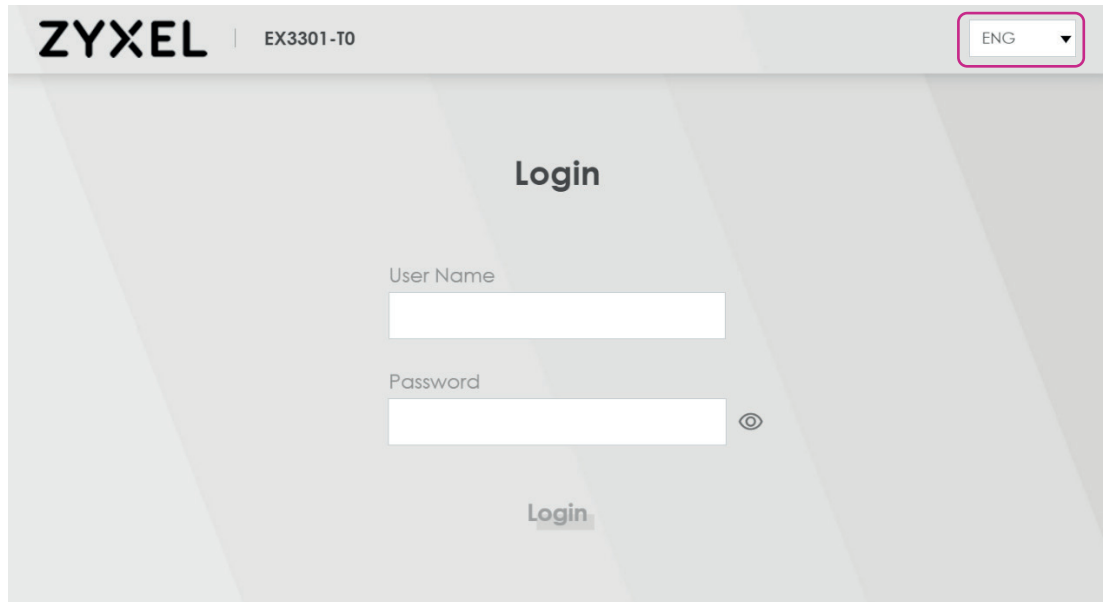 ZYXEL EX3301-T0 ENG
Login
User Name
Password
Login